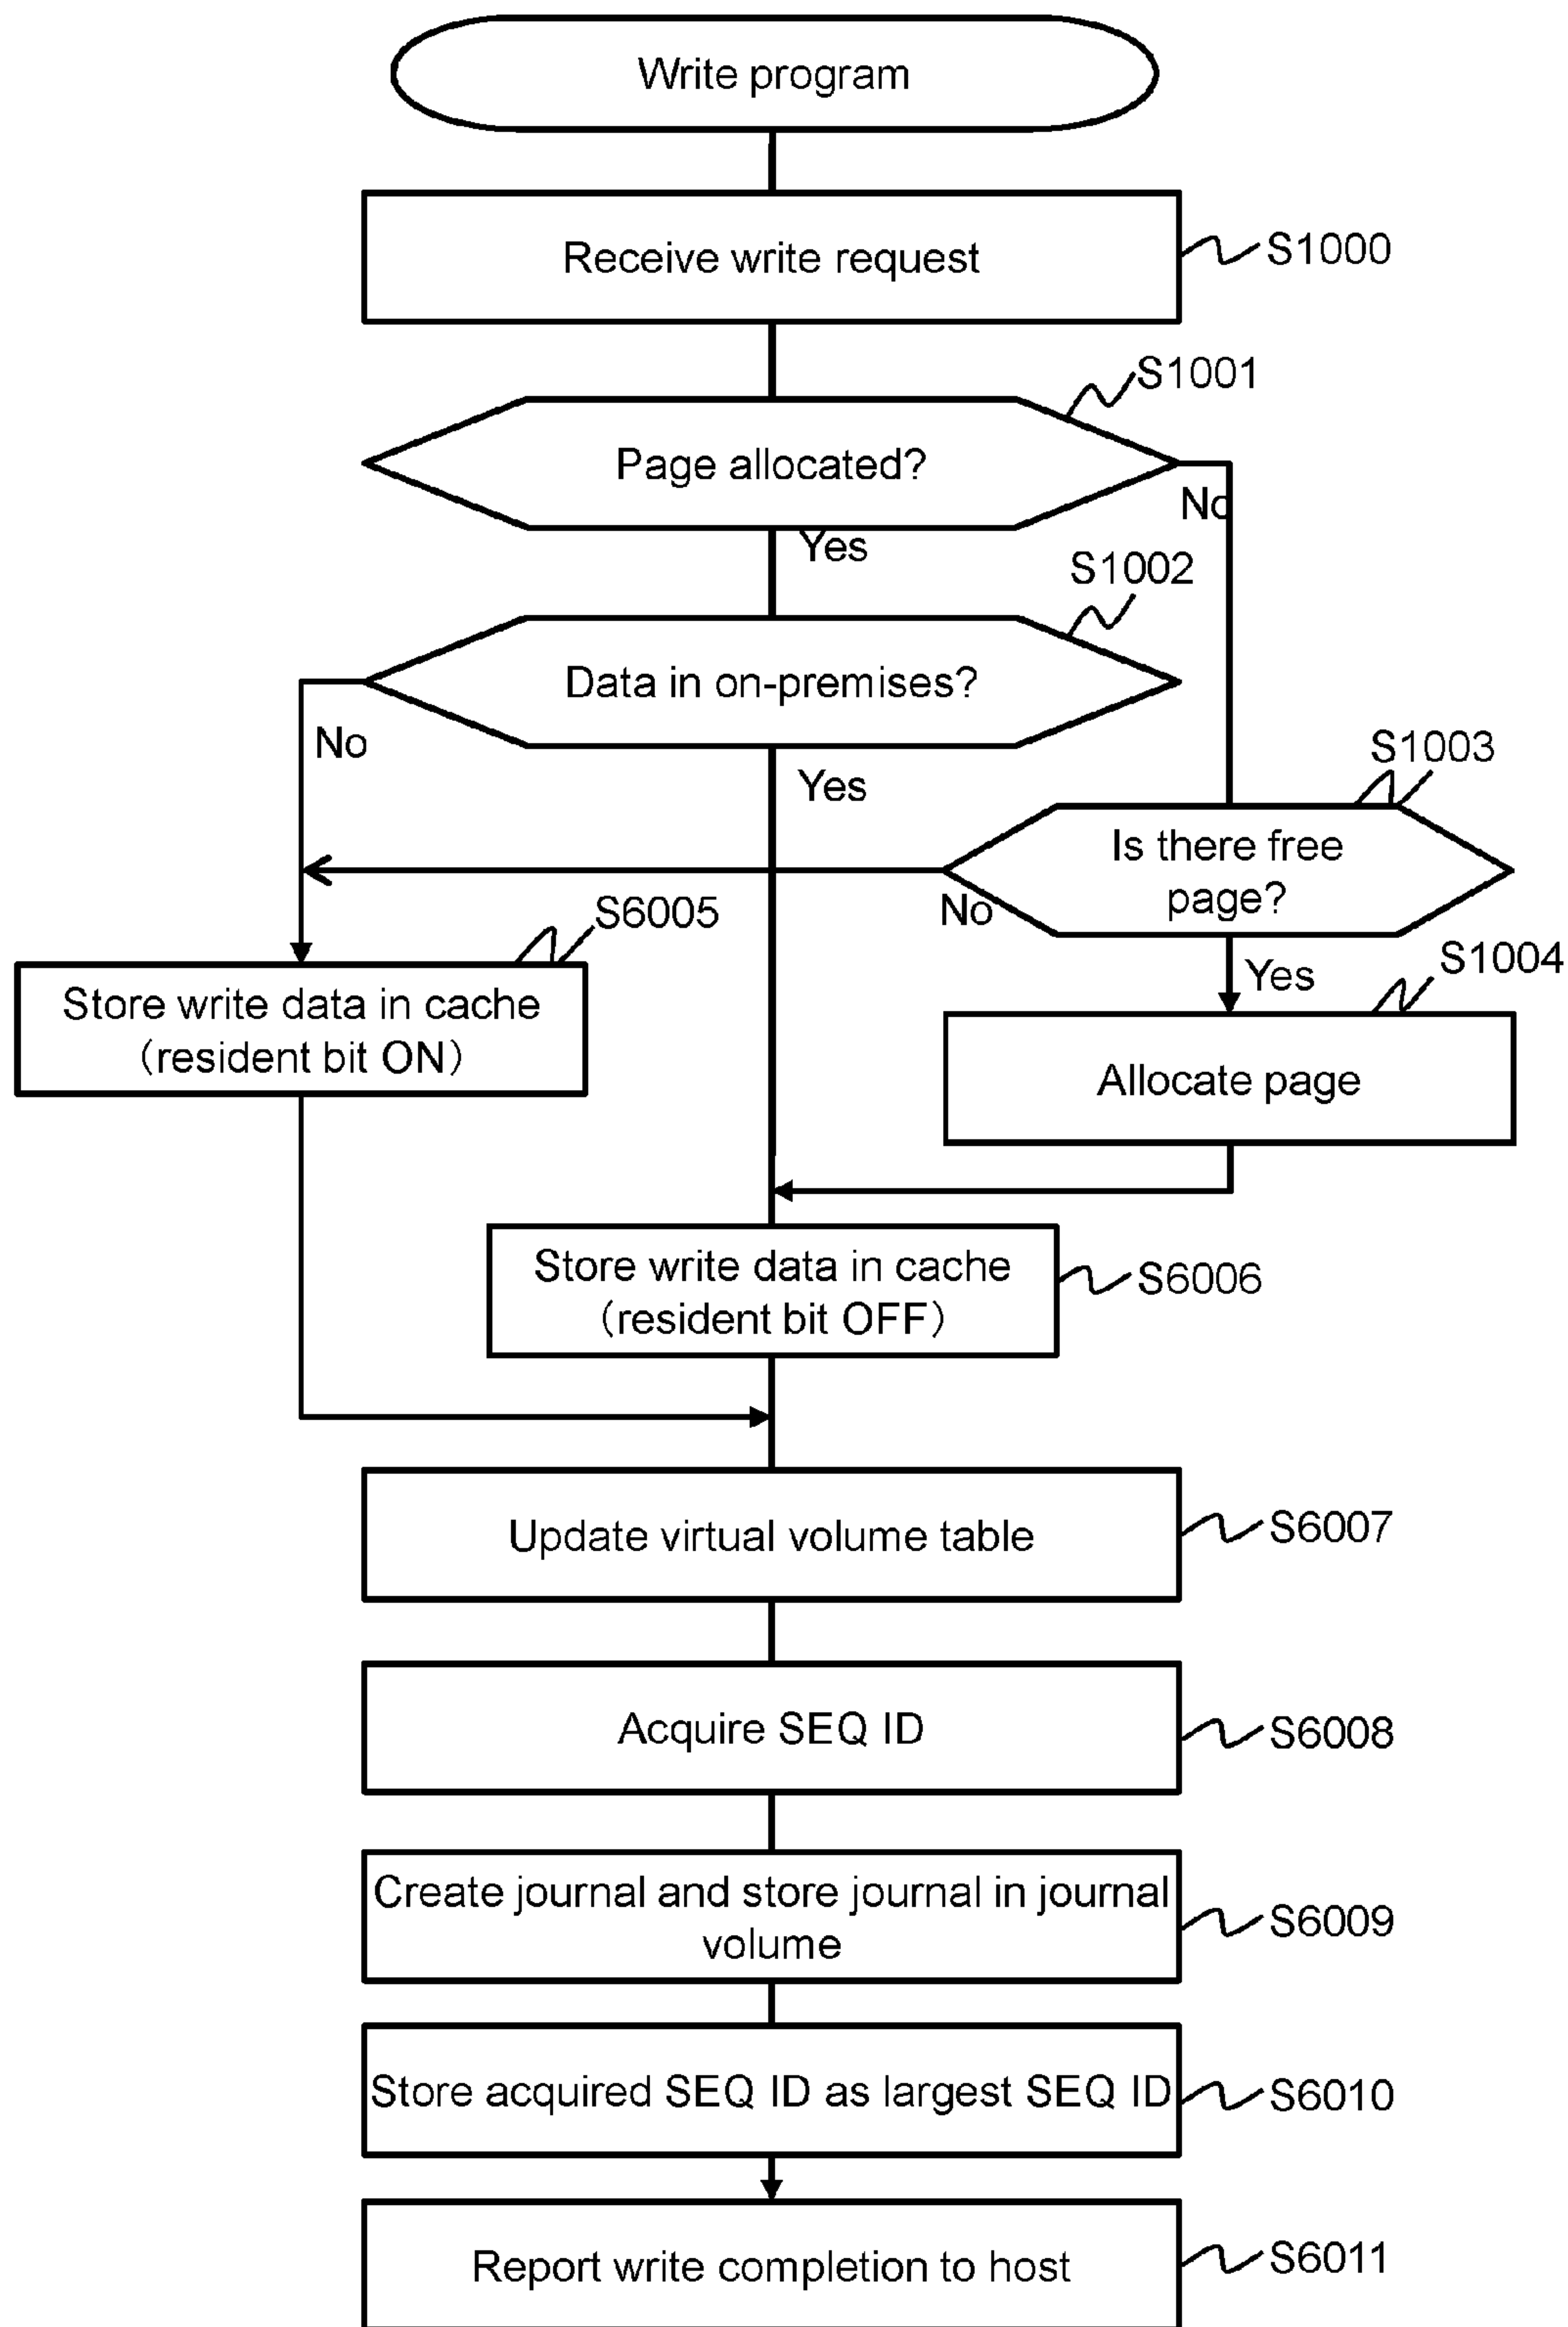 Write program
Receive write request
S1000
S1001
Page allocated?
No
Yes
S1002
Data in on-premises?
No
Yes
S1003
Is there free
page?
No
Yes
S6005
Store write data in cache
（resident bit ON）
S1004
Allocate page
Store write data in cache
（resident bit OFF）
S6006
Update virtual volume table
S6007
Acquire SEQ ID
S6008
Create journal and store journal in journal
volume
S6009
Store acquired SEQ ID as largest SEQ ID
S6010
Report write completion to host
S6011